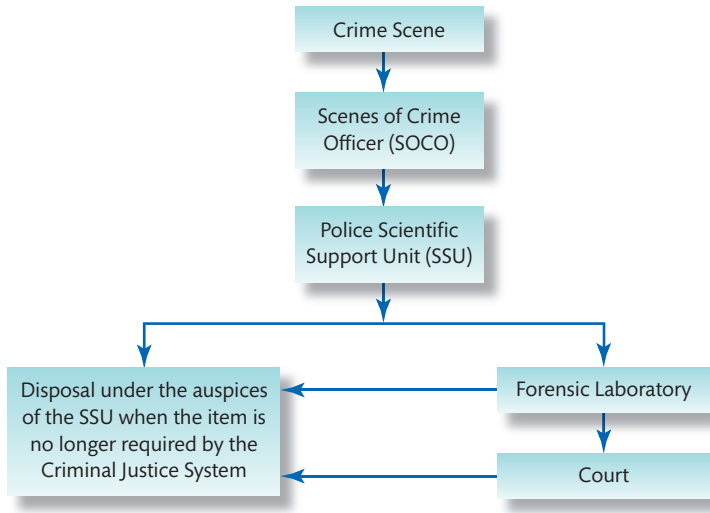 Crime Scene
Scenes of Crime
Officer (SOCO)
Police Scientific
Support Unit (SSU)
Disposal under the auspices
of the SSU when the item is
no longer required by the
Criminal Justice System
Forensic Laboratory
Court